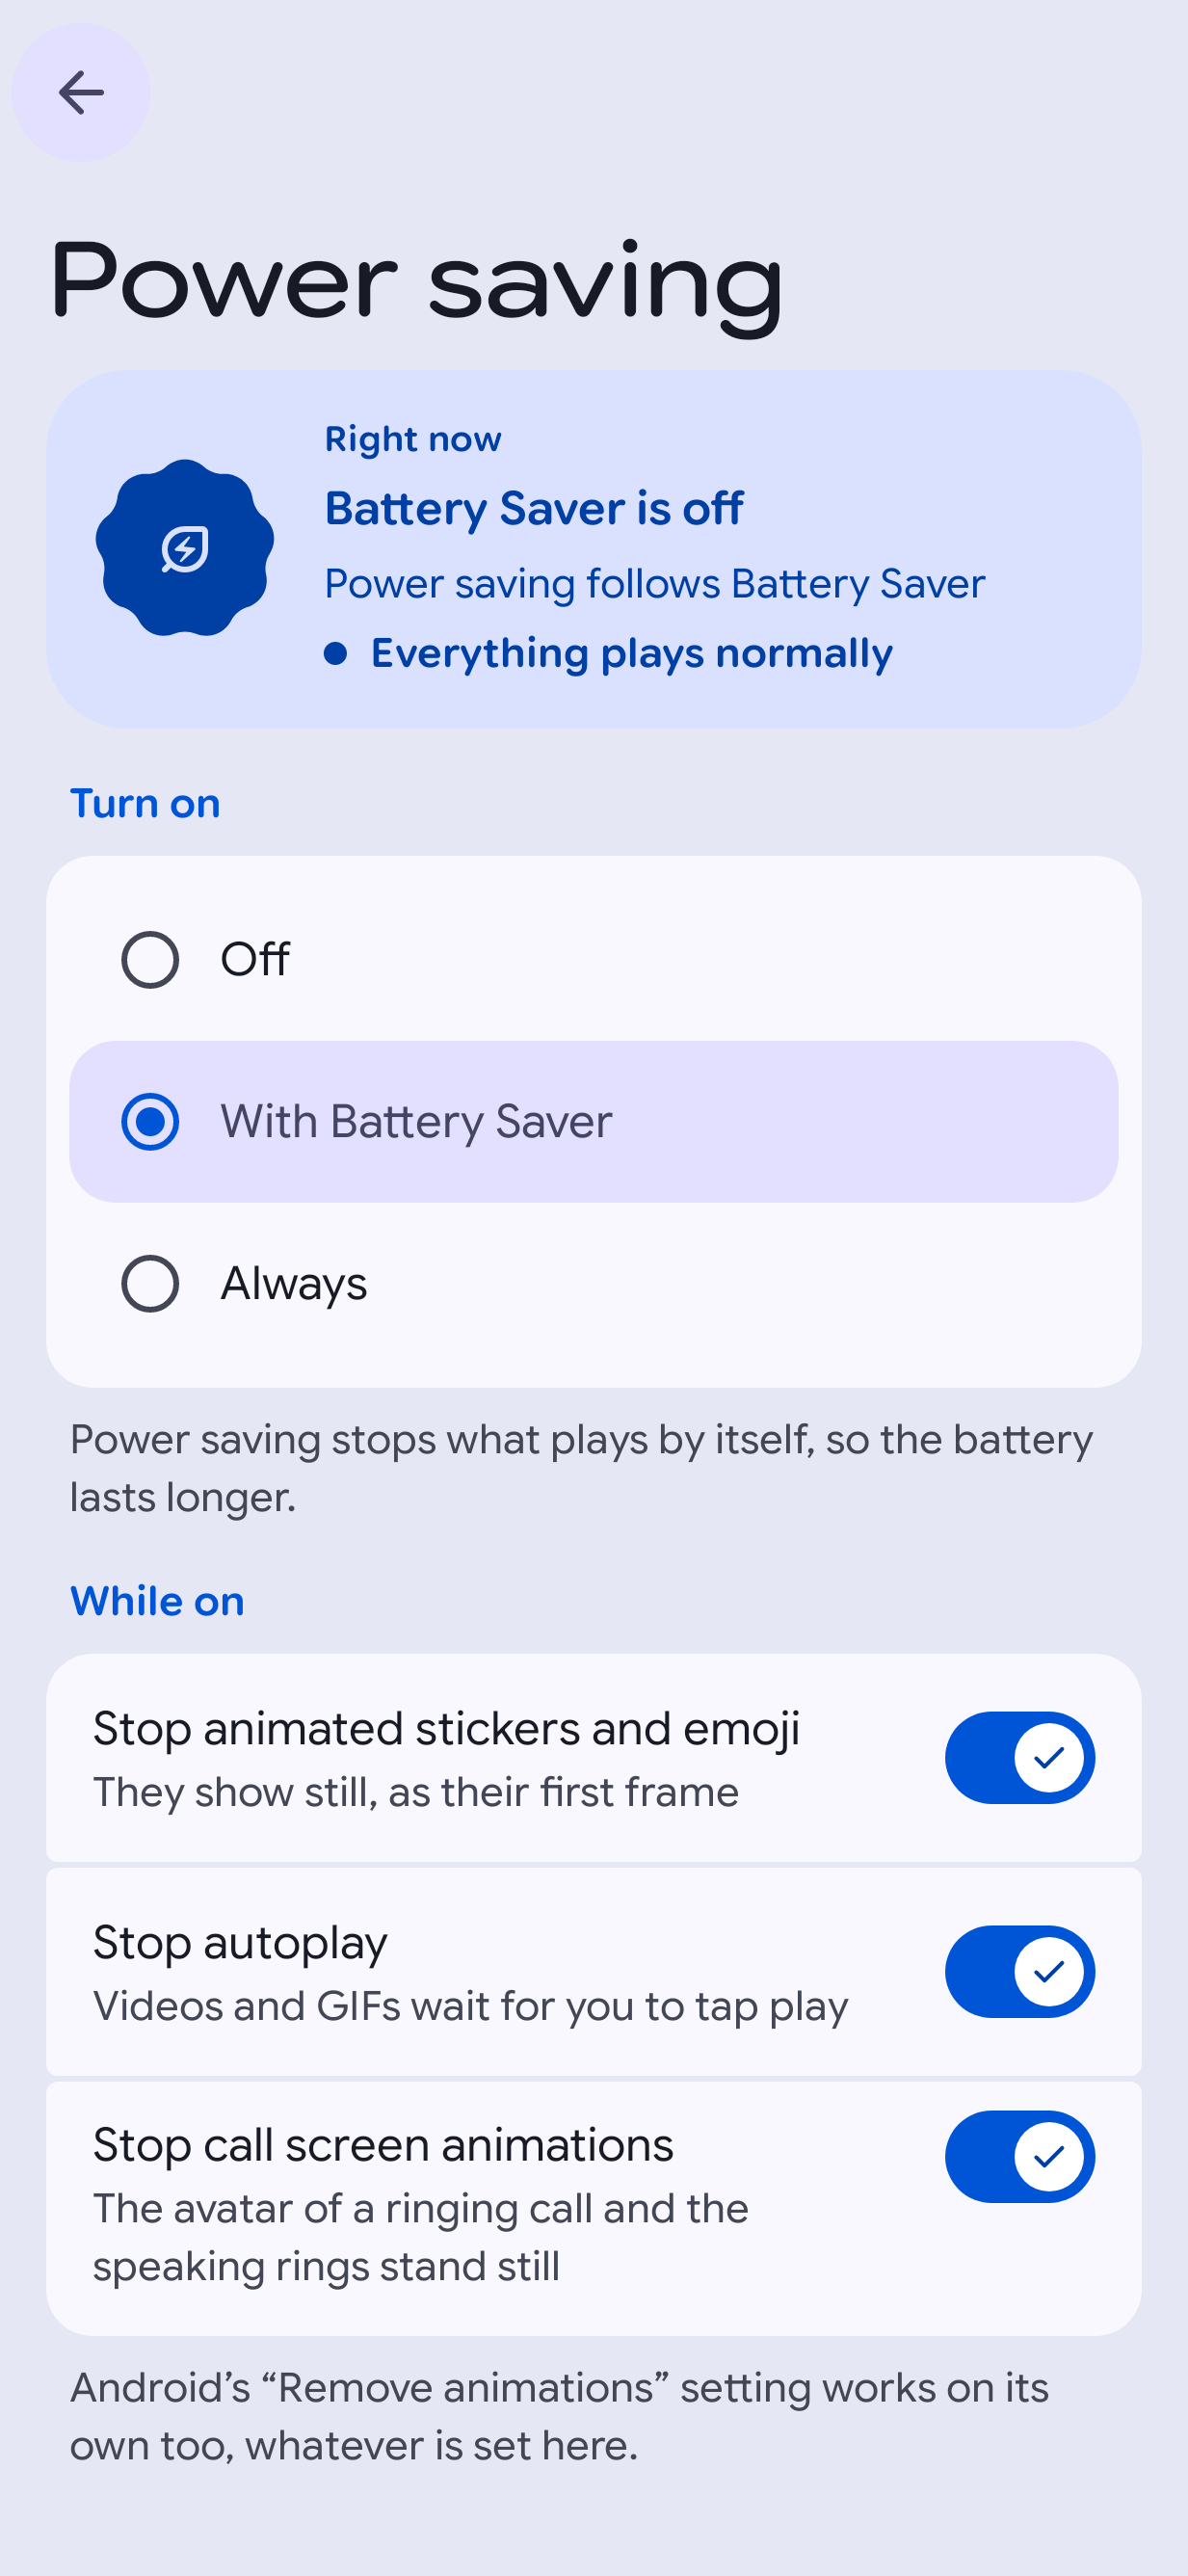 Power saving
Right now
Battery Saver is off
Power saving follows Battery Saver
Everything plays normally
Turn on
Off
With Battery Saver
Always
Power saving stops what plays by itself, so the battery
lasts longer.
While on
Stop animated stickers and emoji
They show still, as their first frame
Stop autoplay
Videos and GIFs wait for you to tap play
Stop call screen animations
The avatar of a ringing call and the
speaking rings stand still
Android’s “Remove animations” setting works on its
own too, whatever is set here.